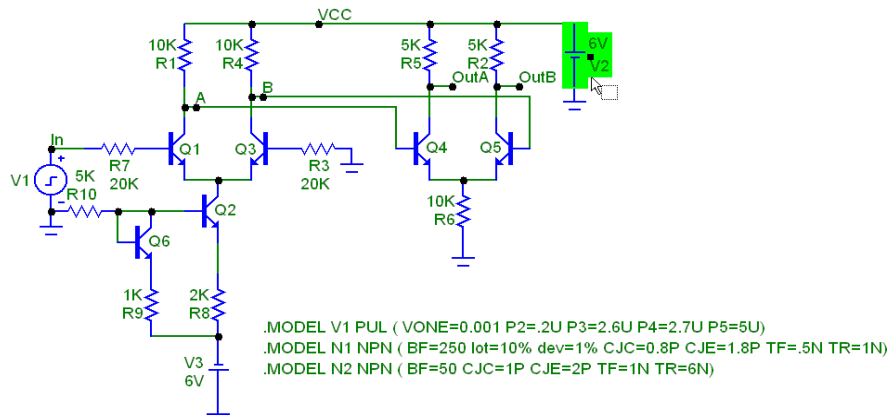 VCC
10K
R1
10K
R4
5K
R5
5K
R2
6V
V2
OutA
OutB
A
B
In
R7
20K
Q1
Q3
R3
20K
Q4
Q5
V1
5K
R10
Q2
10K
R6
Q6
1K
R9
2K
R8
V3
6V
.MODEL V1 PUL ( VONE=0.001 P2=.2U P3=2.6U P4=2.7U P5=5U)
.MODEL N1 NPN ( BF=250 lot=10% dev=1% CJC=0.8P CJE=1.8P TF=.5N TR=1N)
.MODEL N2 NPN ( BF=50 CJC=1P CJE=2P TF=1N TR=6N)